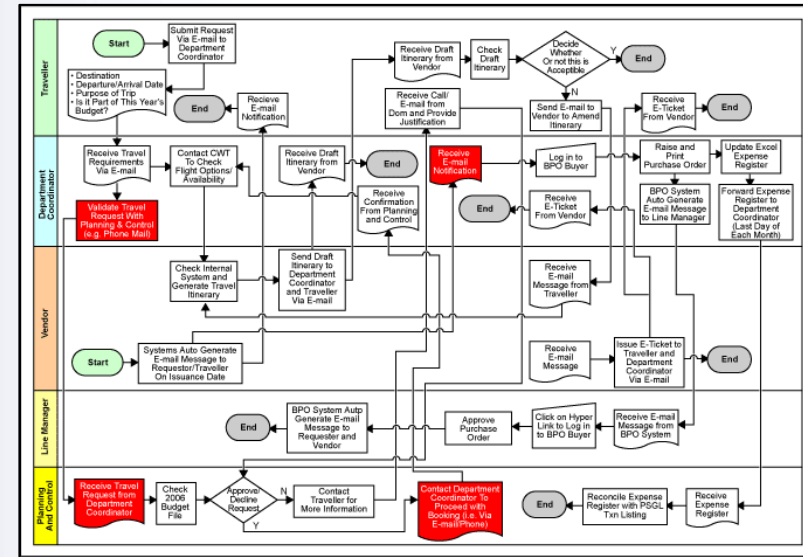 Traveller
Start
Submit Request
Via E-mail to
Department
Coordinator
• Destination
• Departure/Arrival Date
• Purpose of Trip
• Is it Part of This Year's
Budget?
End
Recieve
E-mail
Notification
Receive Draft
Itinerary from
Vendor
Check
Draft
Itinerary
Decide
Whether
Or not this is
Acceptible
Y
End
N
Receive Call/
E-mail from
Dom and Provide
Justification
Send E-mail to
Vendor to Amend
Itinerary
Receive
E-Ticket
From Vendor
End
Department
Coordinator
Receive Travel
Requirements
Via E-mail
Contact CWT
To Check
Flight Options/
Availability
Receive Draft
Itinerary from
Vendor
End
Receive
E-mail
Notification
Log in to
BPO Buyer
Raise and
Print
Purchase Order
Update Excel
Expense
Register
Validate Travel
Request With
Planning & Control
(e.g. Phone Mail)
Receive
Confirmation
From Planning
and Control
End
Receive
E-Ticket
From Vendor
BPO System
Auto Generate
E-mail Message
to Line Manager
Forward Expense
Register to
Department
Coordinator
(Last Day of
Each Month)
Vendor
Check Internal
System and
Generate Travel
Itinerary
Send Draft
Itinerary to
Department
Coordinator
and Traveller
Via E-mail
Receive
E-mail
Message from
Traveller
Start
Systems Auto Generate
E-mail Message to
Requestor/Traveller
On Issuance Date
Receive
E-mail
Message
Issue E-Ticket to
Traveller and
Department
Coordinator
Via E-mail
End
Line Manager
End
BPO System Autp
Generate E-mail
Message to
Requester and
Vendor
Approve
Purchase
Order
Click on Hyper
Link to Log in
to BPO Buyer
Receive E-mail
Message from
BPO System
Planning
And Control
Receive Travel
Request from
Department
Coordinator
Check
2006
Budget
File
Approve/
Decline
Request
N
Y
Contact
Traveller for
More Information
Contact Department
Coordinator To
Proceed with
Booking (i.e. Via
E-mail/Phone)
End
Reconcile Expense
Register with PSGL
Txn Listing
Receive
Expense
Register